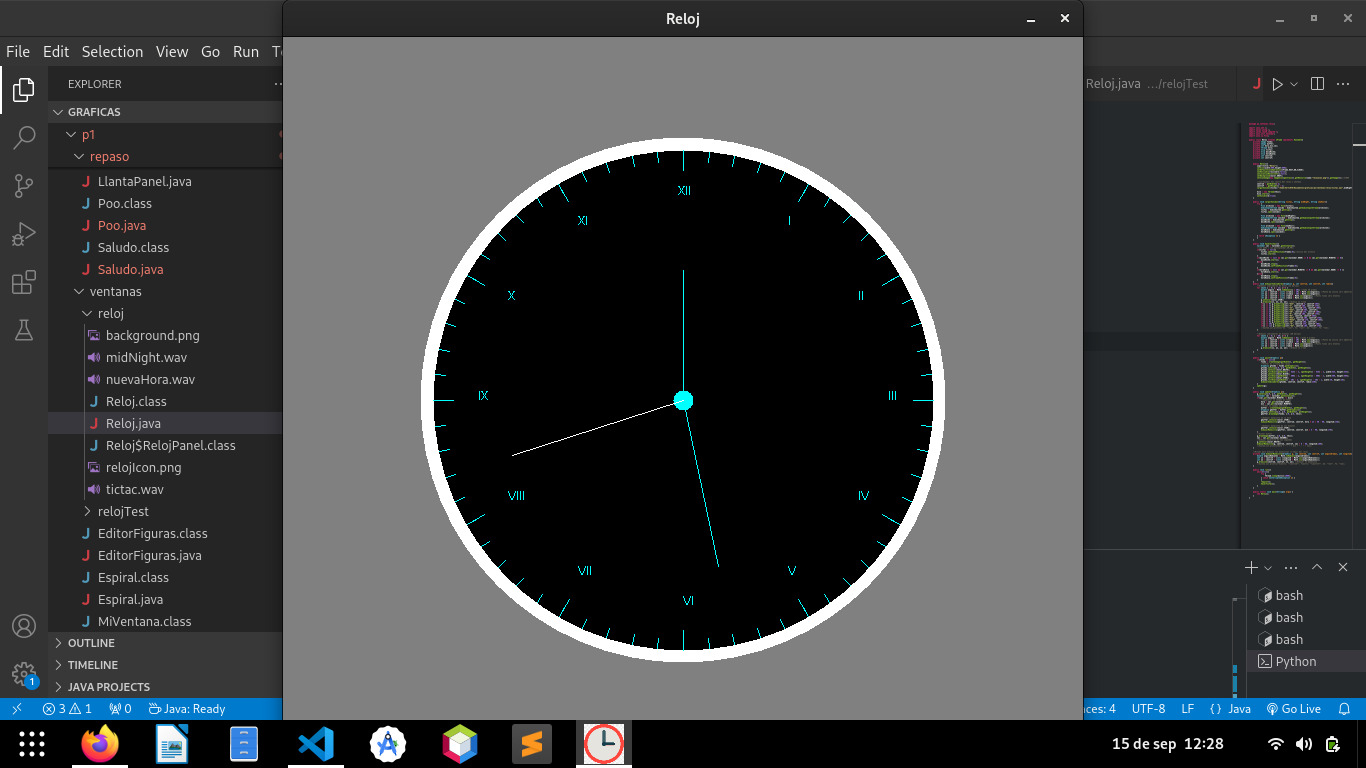 Reloj
File Edit Selection View Go Run
EXPLORER
Reloj.java .../relojTest
GRAFICAS
p1
repaso
LlantaPanel.java
Poo.class
Poo.java
Saludo.class
Saludo.java
ventanas
reloj
background.png
midNight.wav
nuevaHora.wav
Reloj.class
Reloj.java
Reloj$RelojPanel.class
relojIcon.png
tictac.wav
relojTest
EditorFiguras.class
EditorFiguras.java
Espiral.class
Espiral.java
MiVentana.class
OUTLINE
TIMELINE
JAVA PROJECTS
XII
XI
I
X
II
IX
III
VIII
IV
VII
V
VI
bash
bash
bash
Python
1
3 1 0 Java: Ready
4 UTF-8 LF {} Java Go Live
15 de sep 12:28